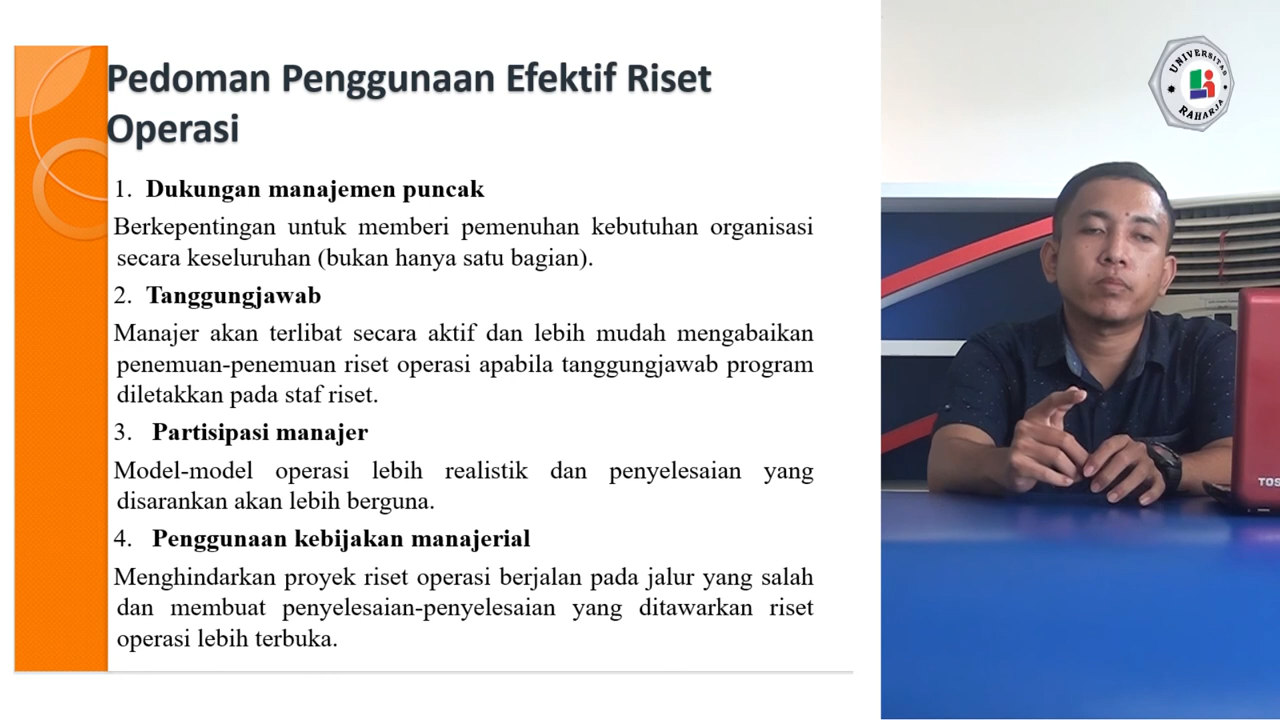 Pedoman Penggunaan Efektif Riset
Operasi
1. Dukungan manajemen puncak
Berkepentingan untuk memberi pemenuhan kebutuhan organisasi
secara keseluruhan (bukan hanya satu bagian).
2. Tanggungjawab
Manajer akan terlibat secara aktif dan lebih mudah mengabaikan
penemuan-penemuan riset operasi apabila tanggungjawab program
diletakkan pada staf riset.
3. Partisipasi manajer
Model-model operasi lebih realistik dan penyelesaian yang
disarankan akan lebih berguna.
4. Penggunaan kebijakan manajerial
Menghindarkan proyek riset operasi berjalan pada jalur yang salah
dan membuat penyelesaian-penyelesaian yang ditawarkan riset
operasi lebih terbuka.
UNIVERSITAS
RAHARJA
TOS